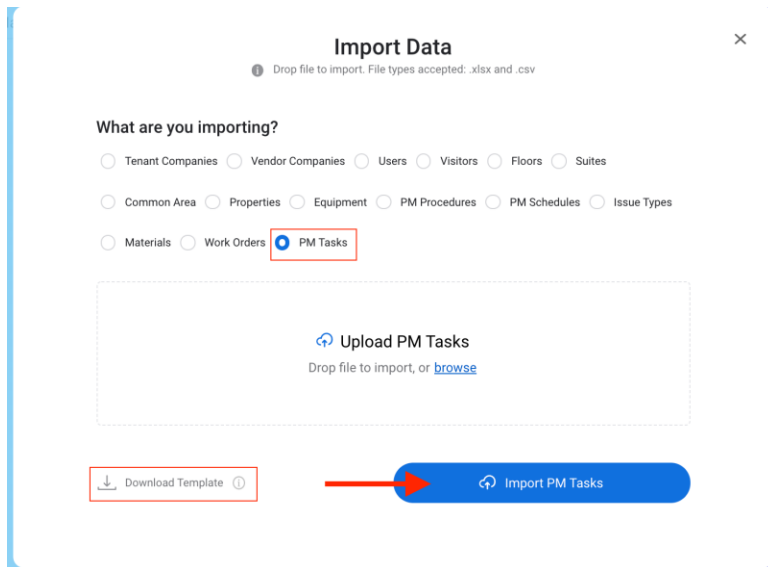 Import Data
Drop file to import. File types accepted: .xlsx and .csv
What are you importing?
Tenant Companies Vendor Companies Users Visitors Floors Suites
Common Area Properties Equipment PM Procedures PM Schedules Issue Types
Materials Work Orders PM Tasks
Upload PM Tasks
Drop file to import, or browse
Download Template Import PM Tasks